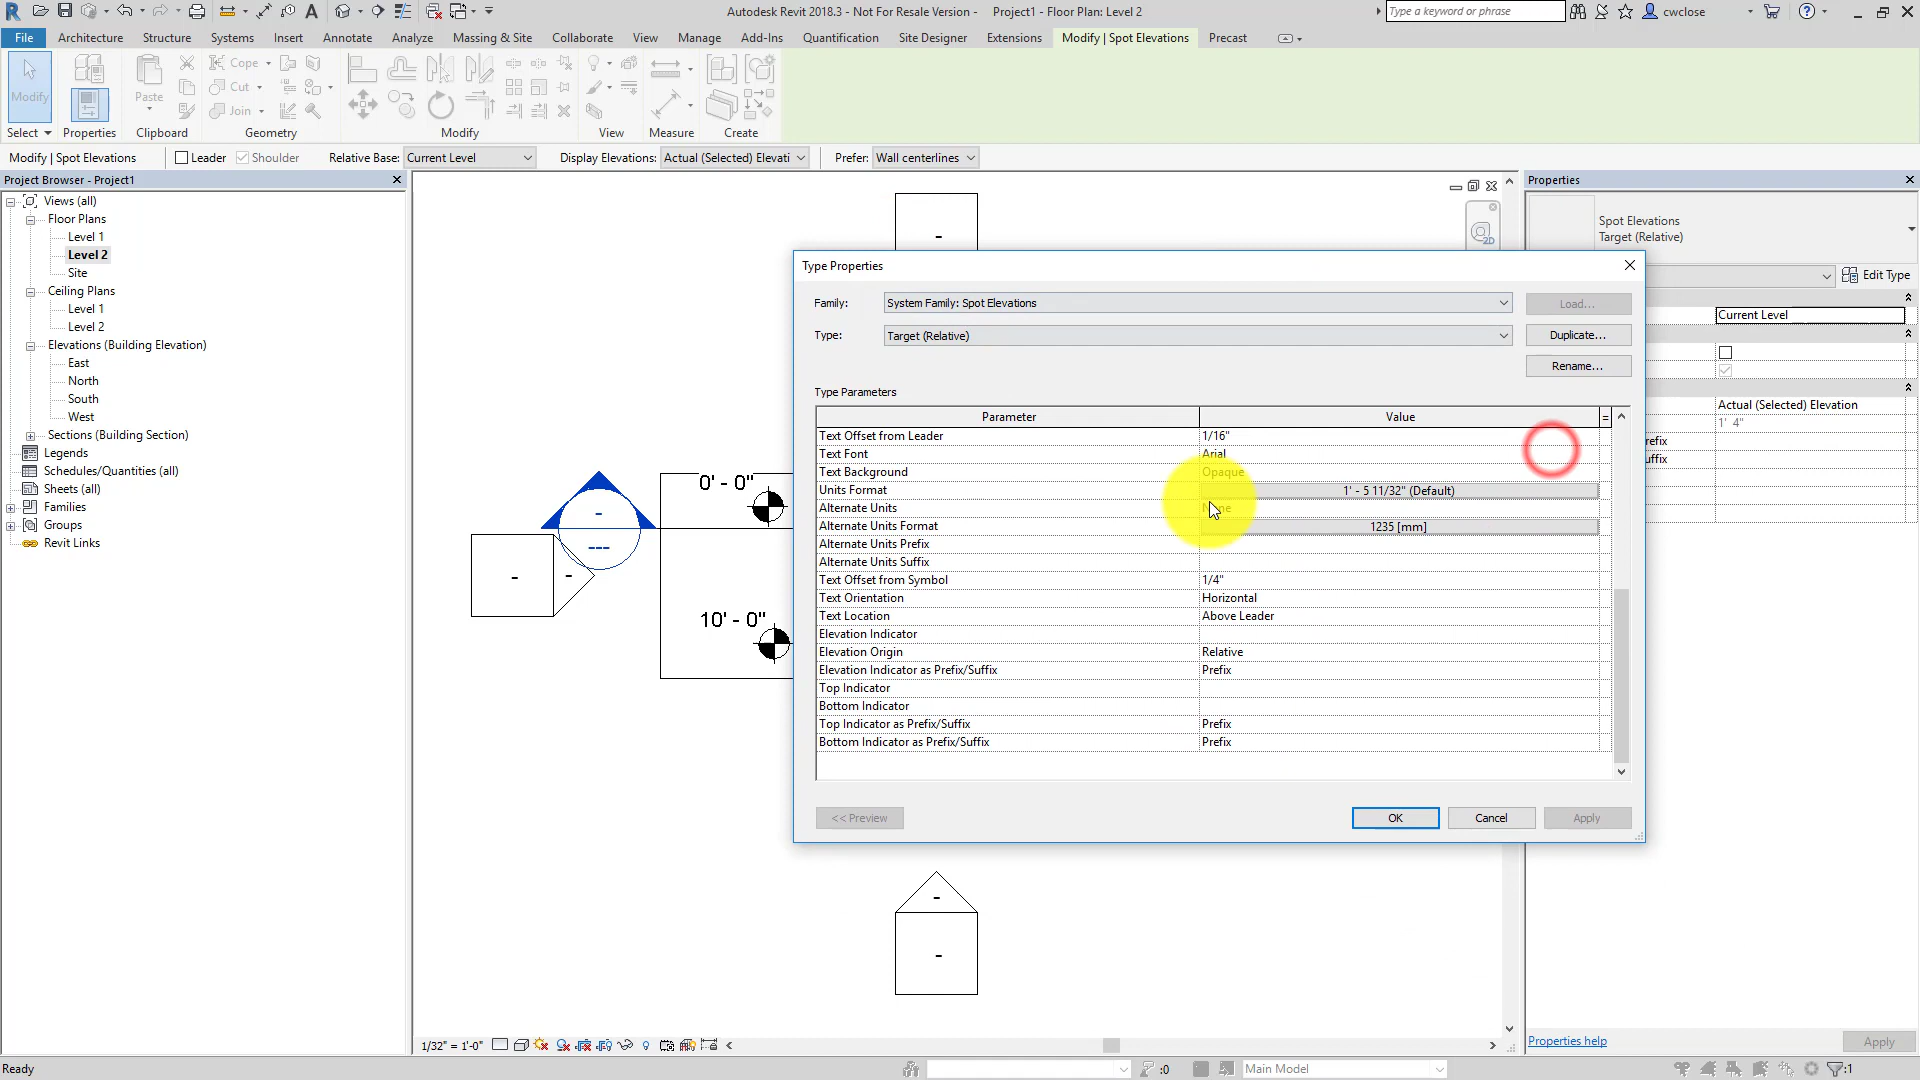 Autodesk Revit 2018.3 - Not For Resale Version - Project1 - Floor Plan: Level 2
Type a keyword or phrase
cwclose
File Architecture Structure Systems Insert Annotate Analyze Massing & Site Collaborate View Manage Add-Ins Quantification Site Designer Extensions Modify | Spot Elevations Precast
Modify
Paste
Cope
Cut
Join
Select Properties Clipboard Geometry Modify View Measure Create
Modify | Spot Elevations Leader Shoulder Relative Base: Current Level Display Elevations: Actual (Selected) Elevati Prefer: Wall centerlines
Project Browser - Project1
Views (all)
Floor Plans
Level 1
Level 2
Site
Ceiling Plans
Level 1
Level 2
Elevations (Building Elevation)
East
North
South
West
Sections (Building Section)
Legends
Schedules/Quantities (all)
Sheets (all)
Families
Groups
Revit Links
0' - 0"
10' - 0"
2D
Type Properties
Family: System Family: Spot Elevations Load...
Type: Target (Relative) Duplicate...
Rename...
Type Parameters
Parameter Value =
Text Offset from Leader 1/16"
Text Font Arial
Text Background Opaque
Units Format 1' - 5 11/32" (Default)
Alternate Units None
Alternate Units Format 1235 [mm]
Alternate Units Prefix
Alternate Units Suffix
Text Offset from Symbol 1/4"
Text Orientation Horizontal
Text Location Above Leader
Elevation Indicator
Elevation Origin Relative
Elevation Indicator as Prefix/Suffix Prefix
Top Indicator
Bottom Indicator
Top Indicator as Prefix/Suffix Prefix
Bottom Indicator as Prefix/Suffix Prefix
<< Preview OK Cancel Apply
Properties
Spot Elevations
Target (Relative)
Edit Type
Current Level
Actual (Selected) Elevation
1' 4"
refix
uffix
Properties help Apply
1/32" = 1'-0"
Ready :0 Main Model :1